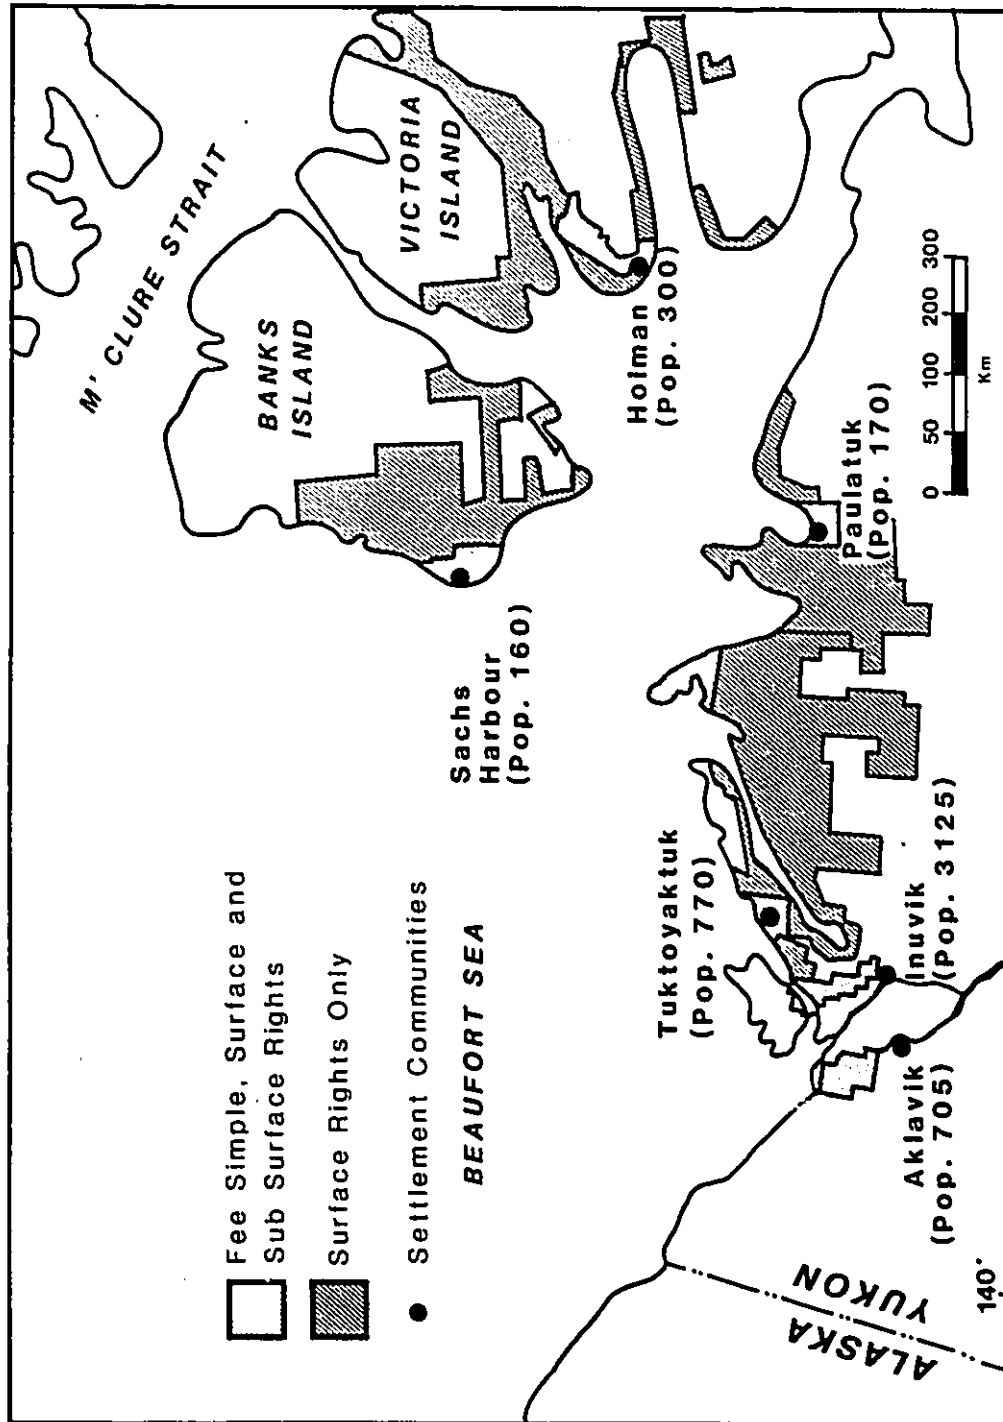 M' CLURE STRAIT
BANKS
ISLAND
VICTORIA
ISLAND
Fee Simple, Surface and
Sub Surface Rights
Surface Rights Only
Settlement Communities
BEAUFORT SEA
Sachs
Harbour
(Pop. 160)
Holman
(Pop. 300)
Tuktoyaktuk
(Pop. 770)
Paulatuk
(Pop. 170)
Inuvik
(Pop. 3125)
Aklavik
(Pop. 705)
0 50 100 200 300
Km
YUKON
ALASKA
140°